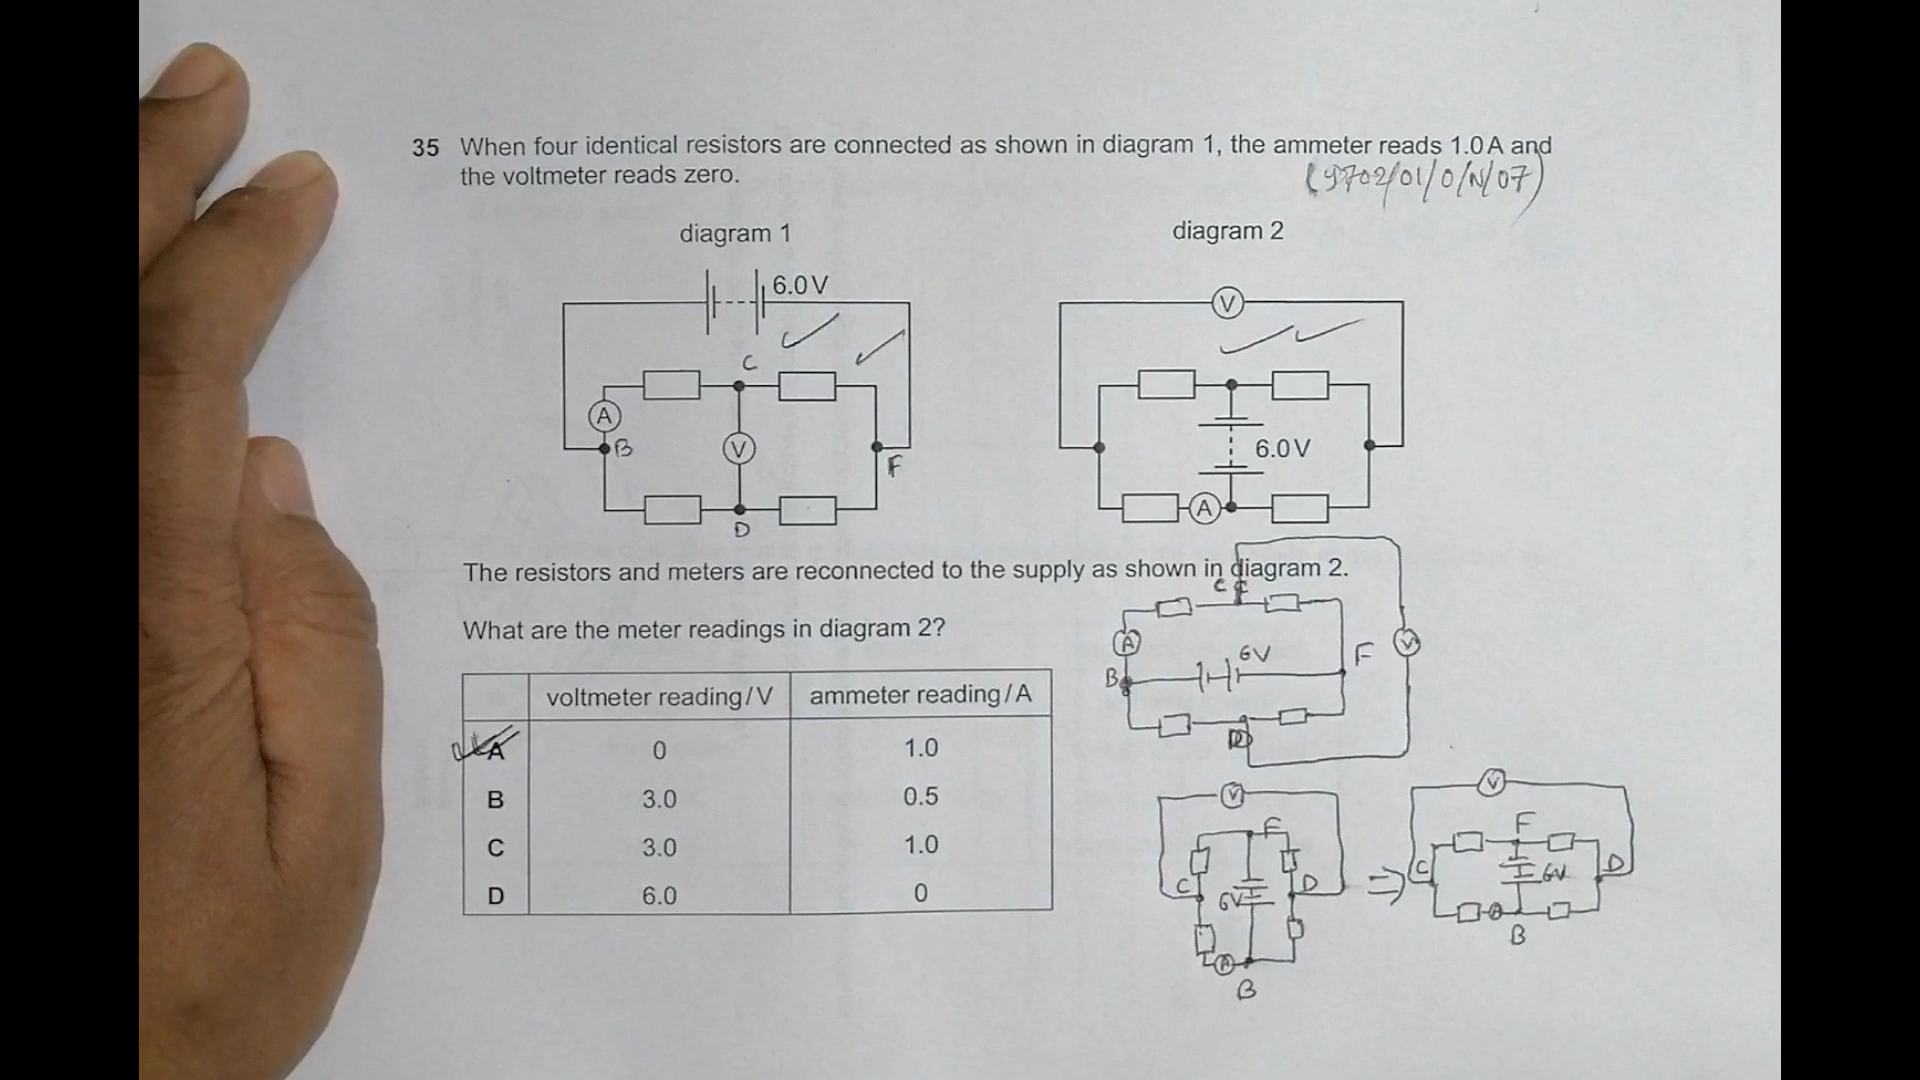 35 When four identical resistors are connected as shown in diagram 1, the ammeter reads 1.0 A and
the voltmeter reads zero.
(9702/01/O/N/07)
diagram 1
diagram 2
6.0 V
C
A
B
V
F
D
V
6.0 V
A
The resistors and meters are reconnected to the supply as shown in diagram 2.
What are the meter readings in diagram 2?
voltmeter reading / V ammeter reading / A
A 0 1.0
B 3.0 0.5
C 3.0 1.0
D 6.0 0
C
A
6V
F
V
B
D
V
F
C
6V
D
A
B
⇒
V
F
C
6V
D
A
B